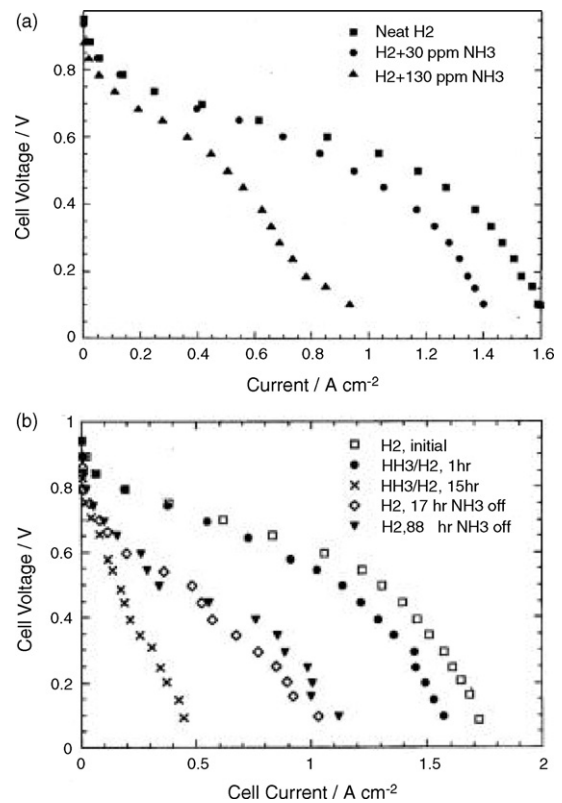 (a)
Neat H2
H2+30 ppm NH3
H2+130 ppm NH3
Cell Voltage / V
0.8
0.6
0.4
0.2
0
0 0.2 0.4 0.6 0.8 1 1.2 1.4 1.6
Current / A cm-2
(b)
H2, initial
HH3/H2, 1hr
HH3/H2, 15hr
H2, 17 hr NH3 off
H2,88 hr NH3 off
Cell Voltage / V
1
0.8
0.6
0.4
0.2
0
0 0.5 1 1.5 2
Cell Current / A cm-2